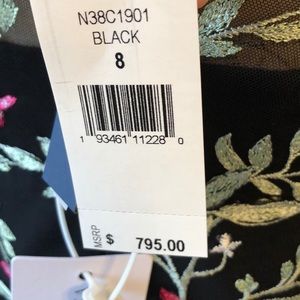 N38C1901
BLACK
8
1 93461 11228 0
MSRP $ 795.00